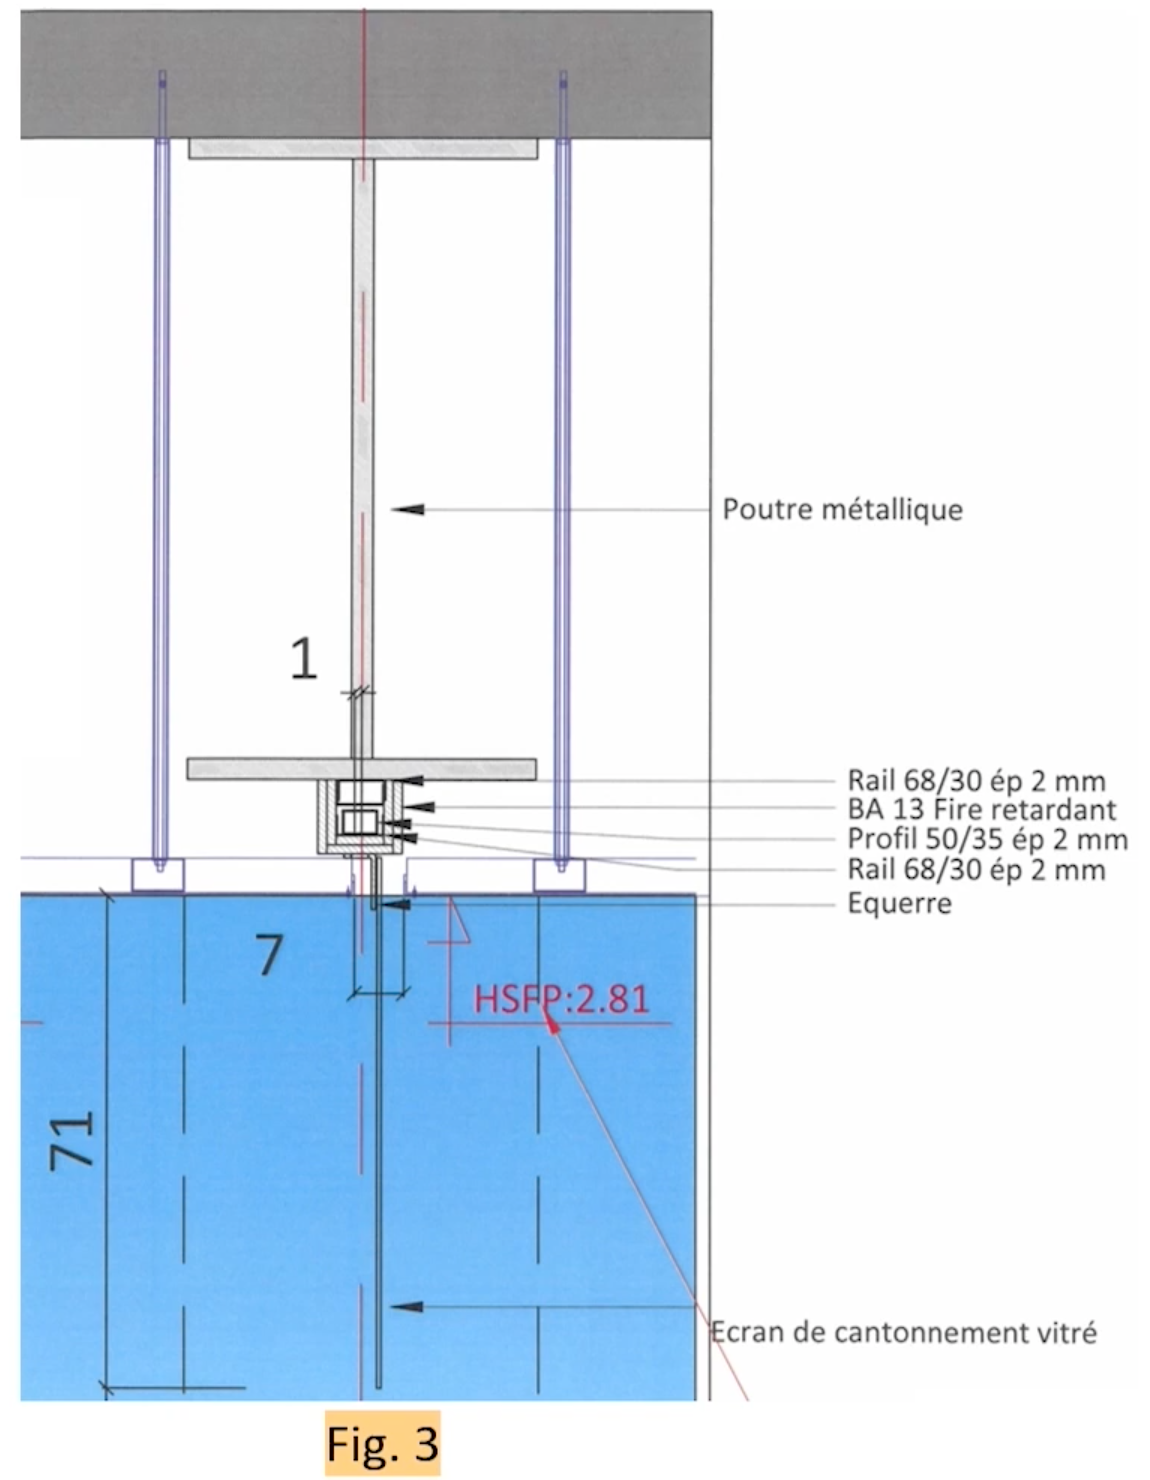 Poutre métallique
1
Rail 68/30 ép 2 mm
BA 13 Fire retardant
Profil 50/35 ép 2 mm
Rail 68/30 ép 2 mm
Equerre
7
HSFP:2.81
71
Ecran de cantonnement vitré
Fig. 3